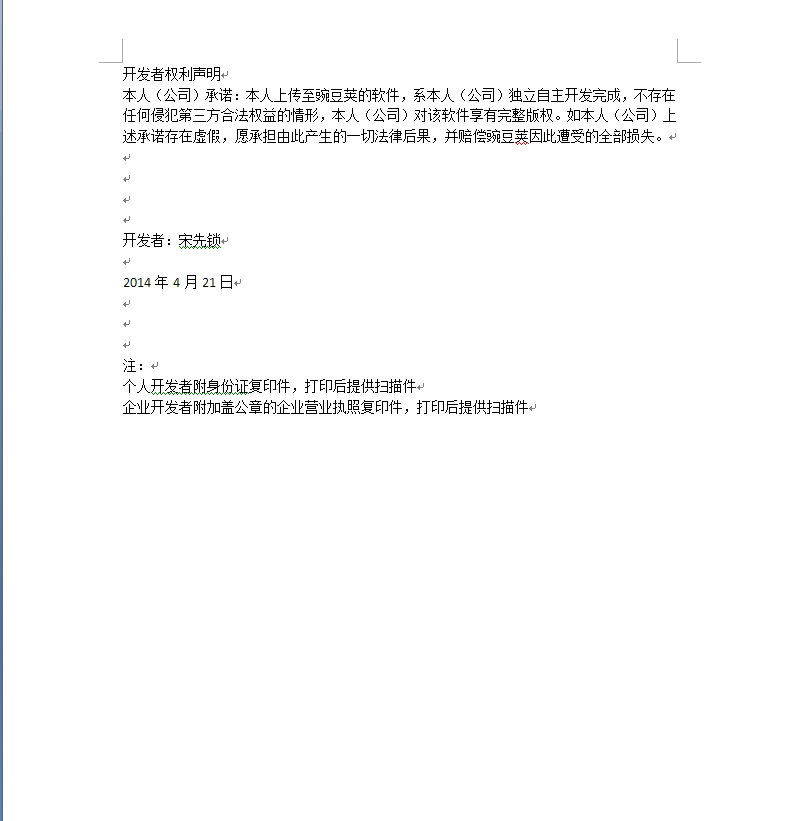 开发者权利声明
本人（公司）承诺：本人上传至豌豆荚的软件，系本人（公司）独立自主开发完成，不存在
任何侵犯第三方合法权益的情形，本人（公司）对该软件享有完整版权。如本人（公司）上
述承诺存在虚假，愿承担由此产生的一切法律后果，并赔偿豌豆荚因此遭受的全部损失。
开发者：宋先锁
2014 年 4 月 21 日
注：
个人开发者附身份证复印件，打印后提供扫描件
企业开发者附加盖公章的企业营业执照复印件，打印后提供扫描件